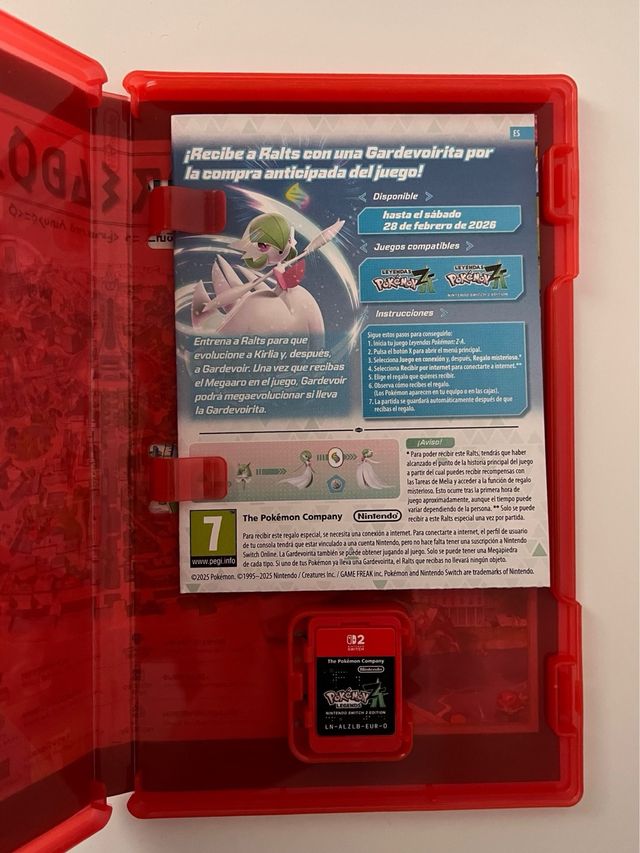 ES
¡Recibe a Ralts con una Gardevoirita por
la compra anticipada del juego!
Disponible
hasta el sábado
28 de febrero de 2026
Juegos compatibles
LEYENDAS
POKéMON
Z-A
LEYENDAS
POKéMON
Z-A
NINTENDO SWITCH 2 EDITION
Instrucciones
Sigue estos pasos para conseguirlo:
1. Inicia tu juego Leyendas Pokémon: Z-A.
2. Pulsa el botón X para abrir el menú principal.
3. Selecciona Juego en conexión y, después, Regalo misterioso.*
4. Selecciona Recibir por internet para conectarte a internet.**
5. Elige el regalo que quieres recibir.
6. Observa cómo recibes el regalo.
(Los Pokémon aparecen en tu equipo o en las cajas).
7. La partida se guardará automáticamente después de que
recibas el regalo.
Entrena a Ralts para que
evolucione a Kirlia y, después,
a Gardevoir. Una vez que recibas
el Megaaro en el juego, Gardevoir
podrá megaevolucionar si lleva
la Gardevoirita.
¡Aviso!
* Para poder recibir este Ralts, tendrás que haber
alcanzado el punto de la historia principal del juego
a partir del cual puedes recibir recompensas con
las Tareas de Melia y acceder a la función de regalo
misterioso. Esto ocurre tras la primera hora de
juego aproximadamente, aunque el tiempo puede
variar dependiendo de la persona. ** Solo se puede
recibir a este Ralts especial una vez por partida.
7
www.pegi.info
The Pokémon Company
Nintendo
Para recibir este regalo especial, se necesita una conexión a internet. Para conectarte a internet, el perfil de usuario
de tu consola tendrá que estar vinculado a una cuenta Nintendo, pero no hace falta tener una suscripción a Nintendo
Switch Online. La Gardevoirita también se puede obtener jugando al juego. Solo se puede tener una Megapiedra
de cada tipo. Si uno de tus Pokémon ya lleva una Gardevoirita, el Ralts que recibas no llevará ningún objeto.
©2025 Pokémon. ©1995–2025 Nintendo / Creatures Inc. / GAME FREAK inc. Pokémon and Nintendo Switch are trademarks of Nintendo.
2
SWITCH
The Pokémon Company
Nintendo
POKéMON
LEGENDS
Z-A
NINTENDO SWITCH 2 EDITION
LN-ALZLB-EUR-0